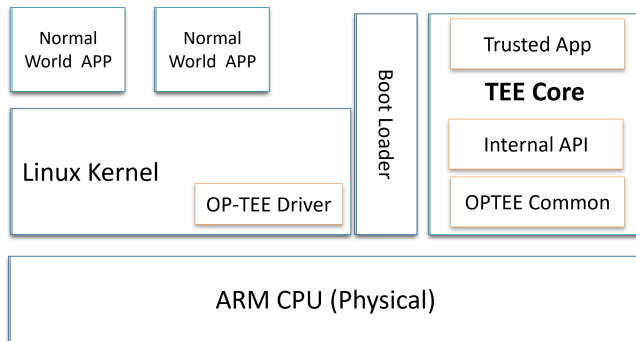 Normal
World APP
Normal
World APP
Boot Loader
Trusted App
TEE Core
Internal API
OPTEE Common
Linux Kernel
OP-TEE Driver
ARM CPU (Physical)